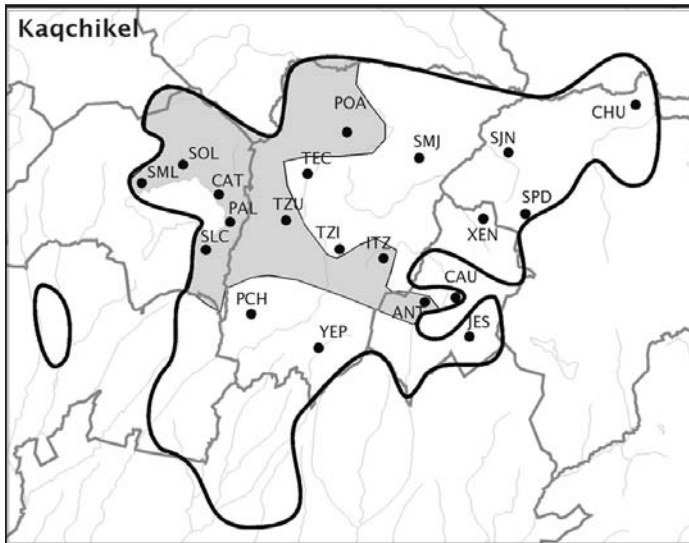 Kaqchikel
POA
CHU
SMJ
SJN
SOL
TEC
SML
CAT
PAL
TZU
SPD
XEN
SLC
TZI
ITZ
CAU
ANT
PCH
JES
YEP